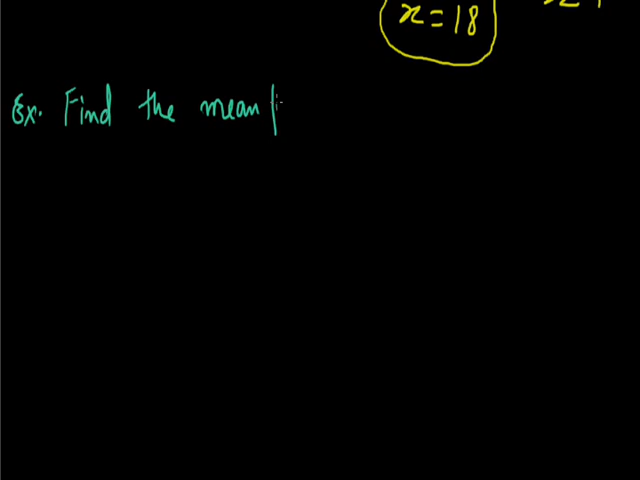 x = 18
Ex. Find the mean